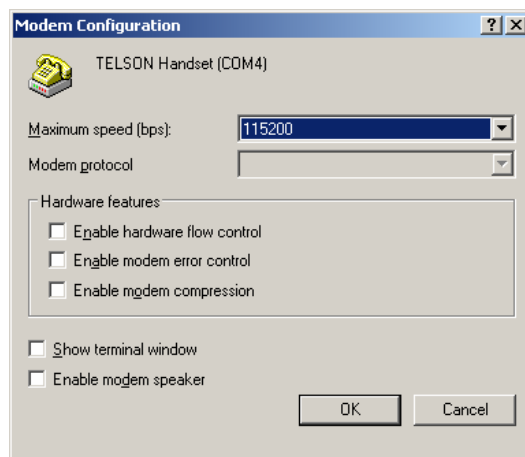 Modem Configuration
TELSON Handset (COM4)
Maximum speed (bps): 115200
Modem protocol
Hardware features
Enable hardware flow control
Enable modem error control
Enable modem compression
Show terminal window
Enable modem speaker
OK Cancel